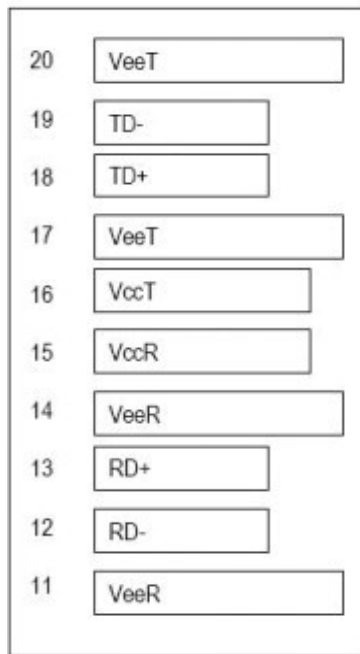 20 VeeT
19 TD-
18 TD+
17 VeeT
16 VccT
15 VccR
14 VeeR
13 RD+
12 RD-
11 VeeR